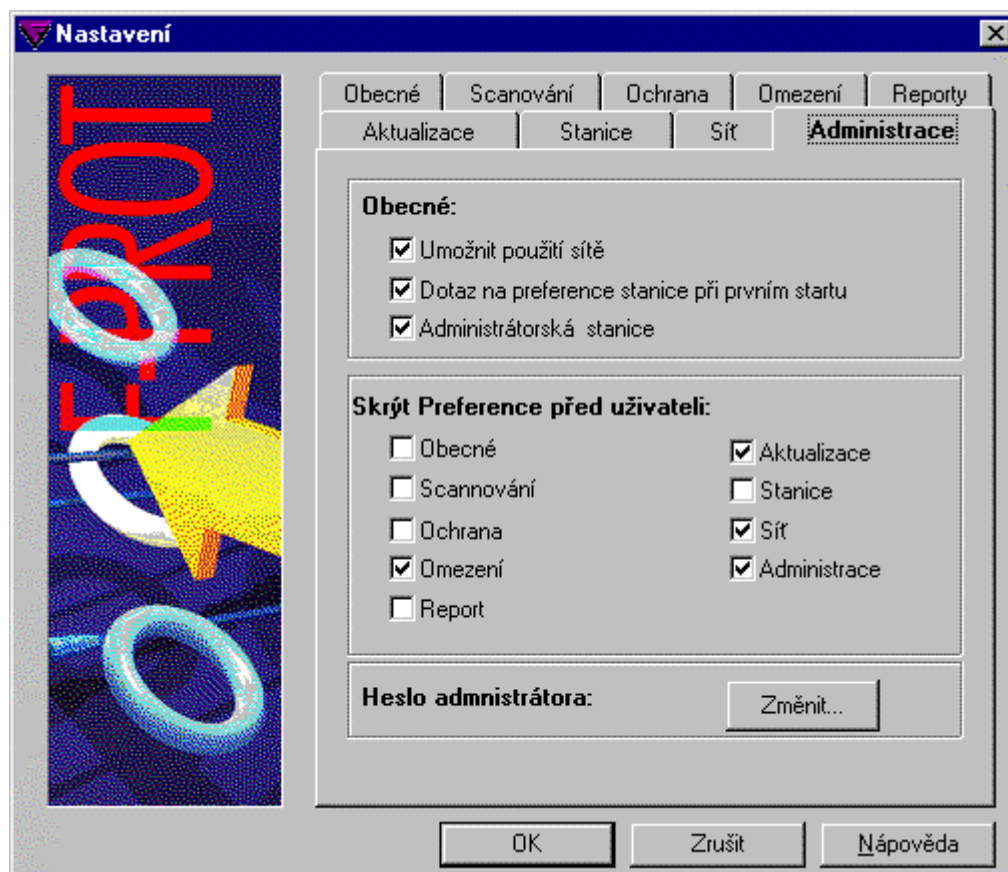 Nastavení
F-PROT
Obecné Scanování Ochrana Omezení Reporty
Aktualizace Stanice Síť Administrace
Obecné:
Umožnit použití sítě
Dotaz na preference stanice při prvním startu
Administrátorská stanice
Skrýt Preference před uživateli:
Obecné
Scannování
Ochrana
Omezení
Report
Aktualizace
Stanice
Síť
Administrace
Heslo admnistrátora:
Změnit...
OK Zrušit Nápověda